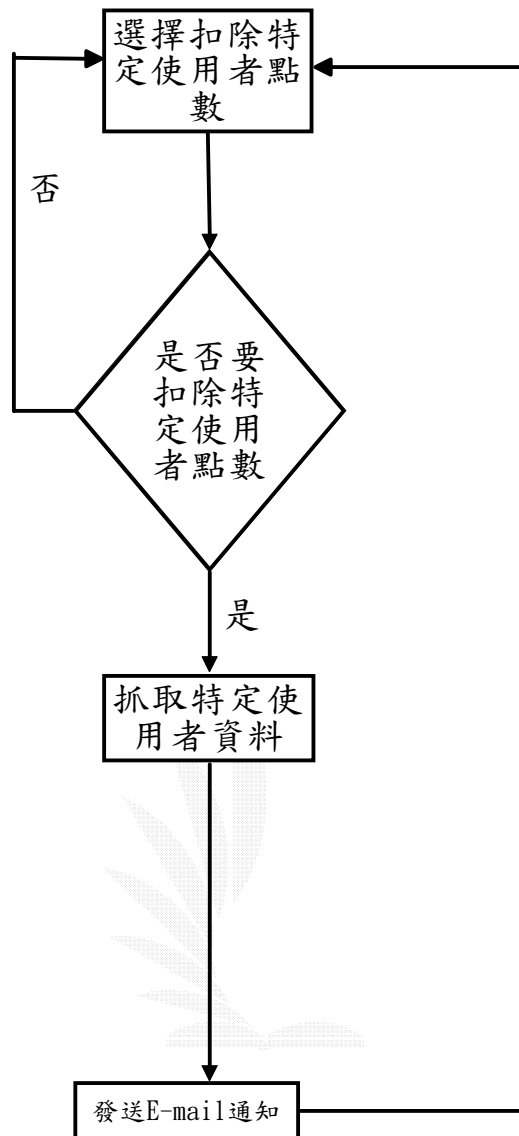 選擇扣除特
定使用者點
數
否
是否要
扣除特
定使用
者點數
是
抓取特定使
用者資料
發送E-mail通知